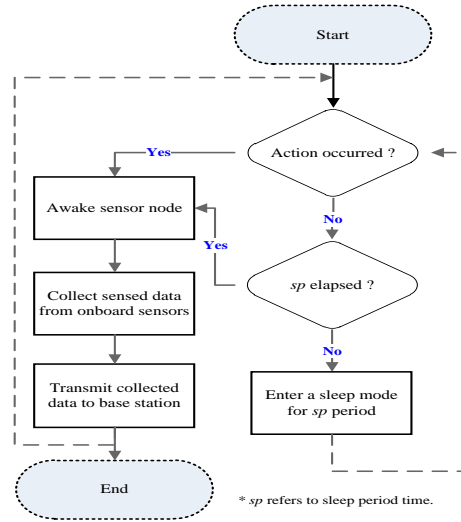 Start
Action occurred ?
Yes
No
Awake sensor node
Yes
sp elapsed ?
Collect sensed data
from onboard sensors
No
Transmit collected
data to base station
Enter a sleep mode
for sp period
End
* sp refers to sleep period time.